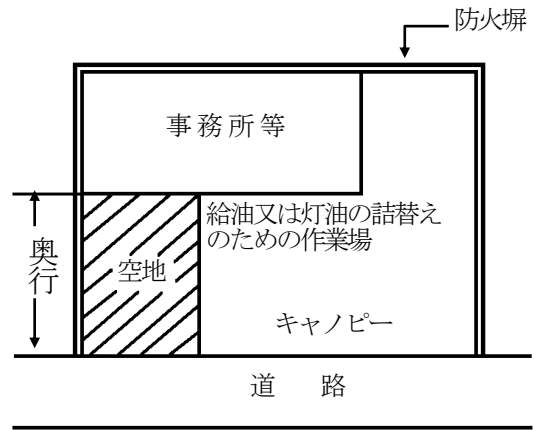 防火塀
事務所等
給油又は灯油の詰替え
のための作業場
奥行
空地
キャノピー
道　路